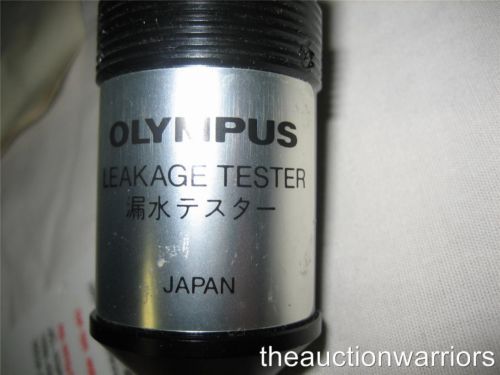 OLYMPUS
LEAKAGE TESTER
漏水テスター
JAPAN
theauctionwarriors